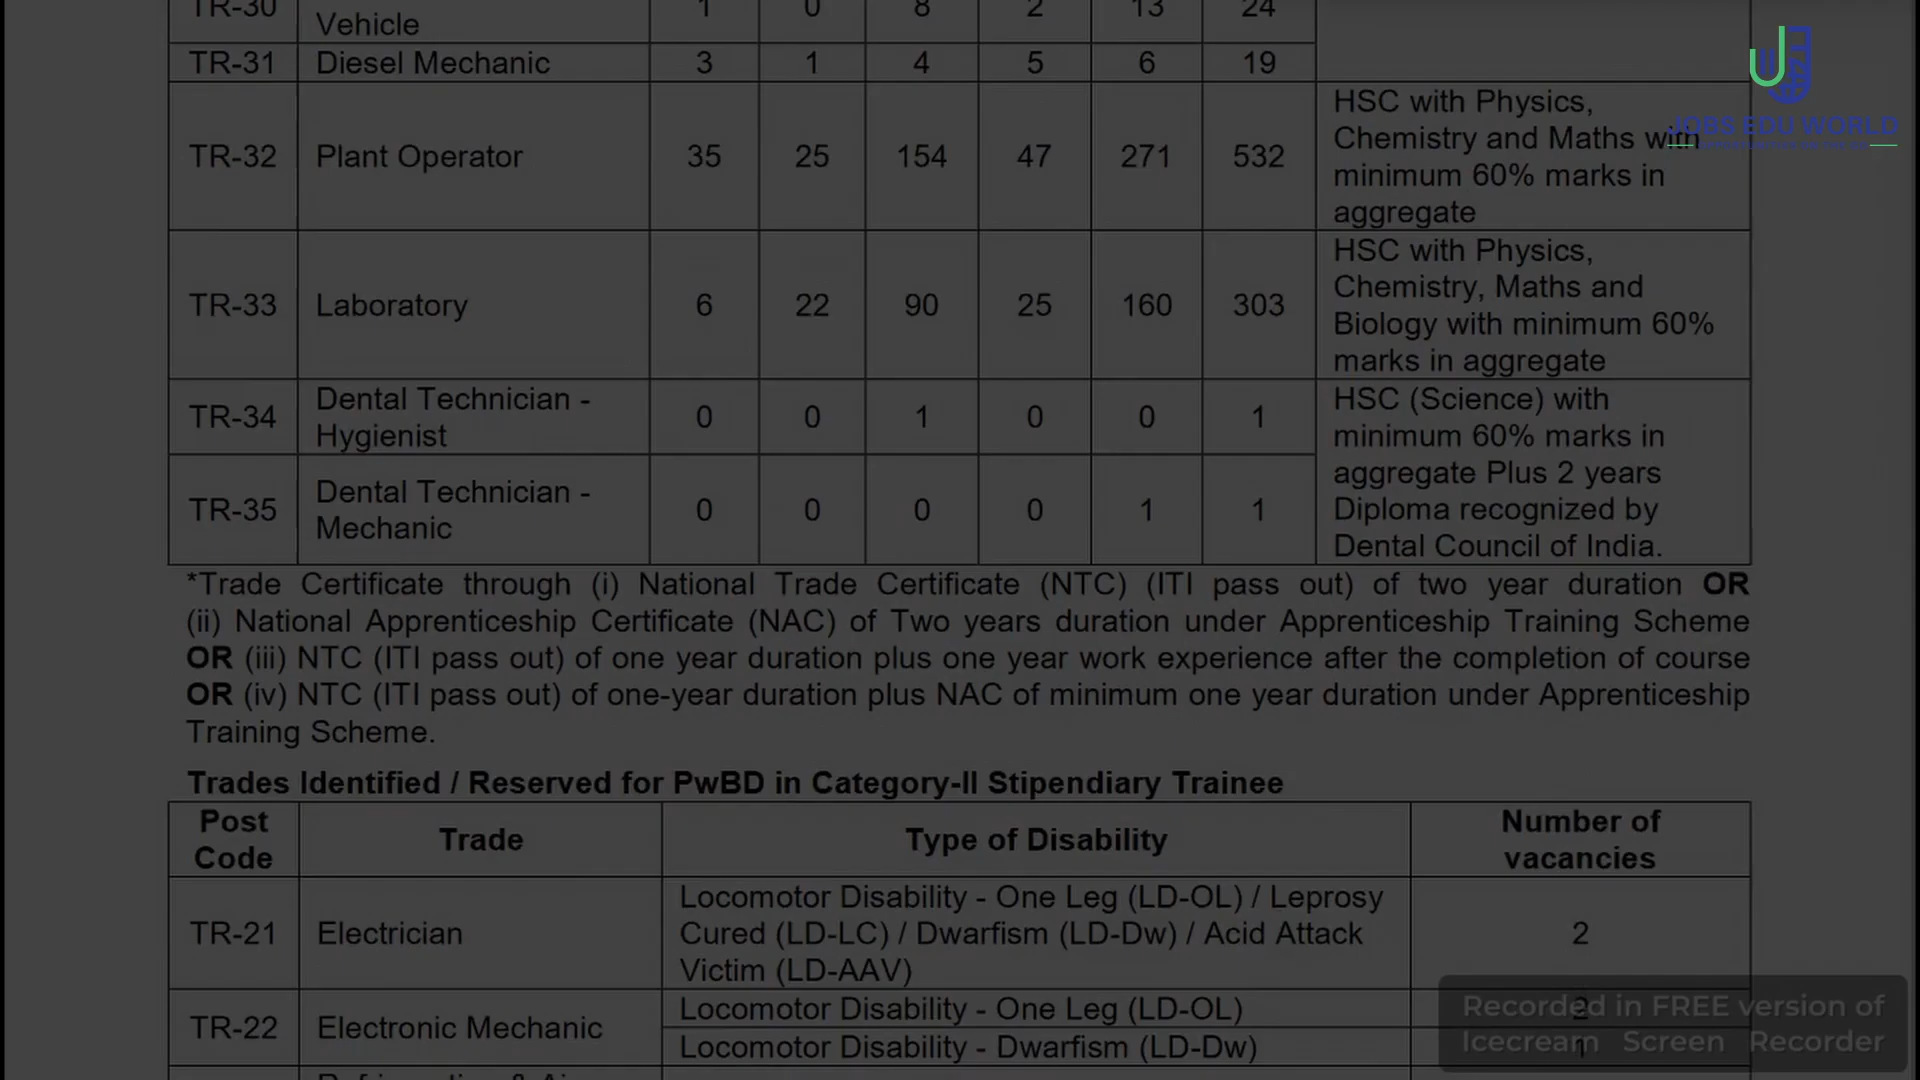 TR-30 Vehicle 1 0 8 2 13 24
TR-31 Diesel Mechanic 3 1 4 5 6 19
TR-32 Plant Operator 35 25 154 47 271 532
HSC with Physics,
Chemistry and Maths with
minimum 60% marks in
aggregate
TR-33 Laboratory 6 22 90 25 160 303
HSC with Physics,
Chemistry, Maths and
Biology with minimum 60%
marks in aggregate
TR-34 Dental Technician - 0 0 1 0 0 1
Hygienist
TR-35 Dental Technician - 0 0 0 0 1 1
Mechanic
HSC (Science) with
minimum 60% marks in
aggregate Plus 2 years
Diploma recognized by
Dental Council of India.
*Trade Certificate through (i) National Trade Certificate (NTC) (ITI pass out) of two year duration OR
(ii) National Apprenticeship Certificate (NAC) of Two years duration under Apprenticeship Training Scheme
OR (iii) NTC (ITI pass out) of one year duration plus one year work experience after the completion of course
OR (iv) NTC (ITI pass out) of one-year duration plus NAC of minimum one year duration under Apprenticeship
Training Scheme.
Trades Identified / Reserved for PwBD in Category-II Stipendiary Trainee
Post
Code
Trade
Type of Disability
Number of
vacancies
TR-21 Electrician
Locomotor Disability - One Leg (LD-OL) / Leprosy
Cured (LD-LC) / Dwarfism (LD-Dw) / Acid Attack
Victim (LD-AAV)
2
TR-22 Electronic Mechanic
Locomotor Disability - One Leg (LD-OL) 2
Locomotor Disability - Dwarfism (LD-Dw) 1
JOBS EDU WORLD
Recorded in FREE version of
Icecream Screen Recorder